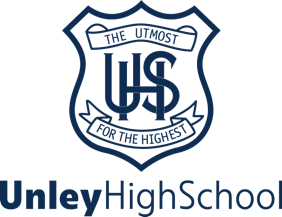 THE UTMOST
UHS
FOR THE HIGHEST
UnleyHighSchool